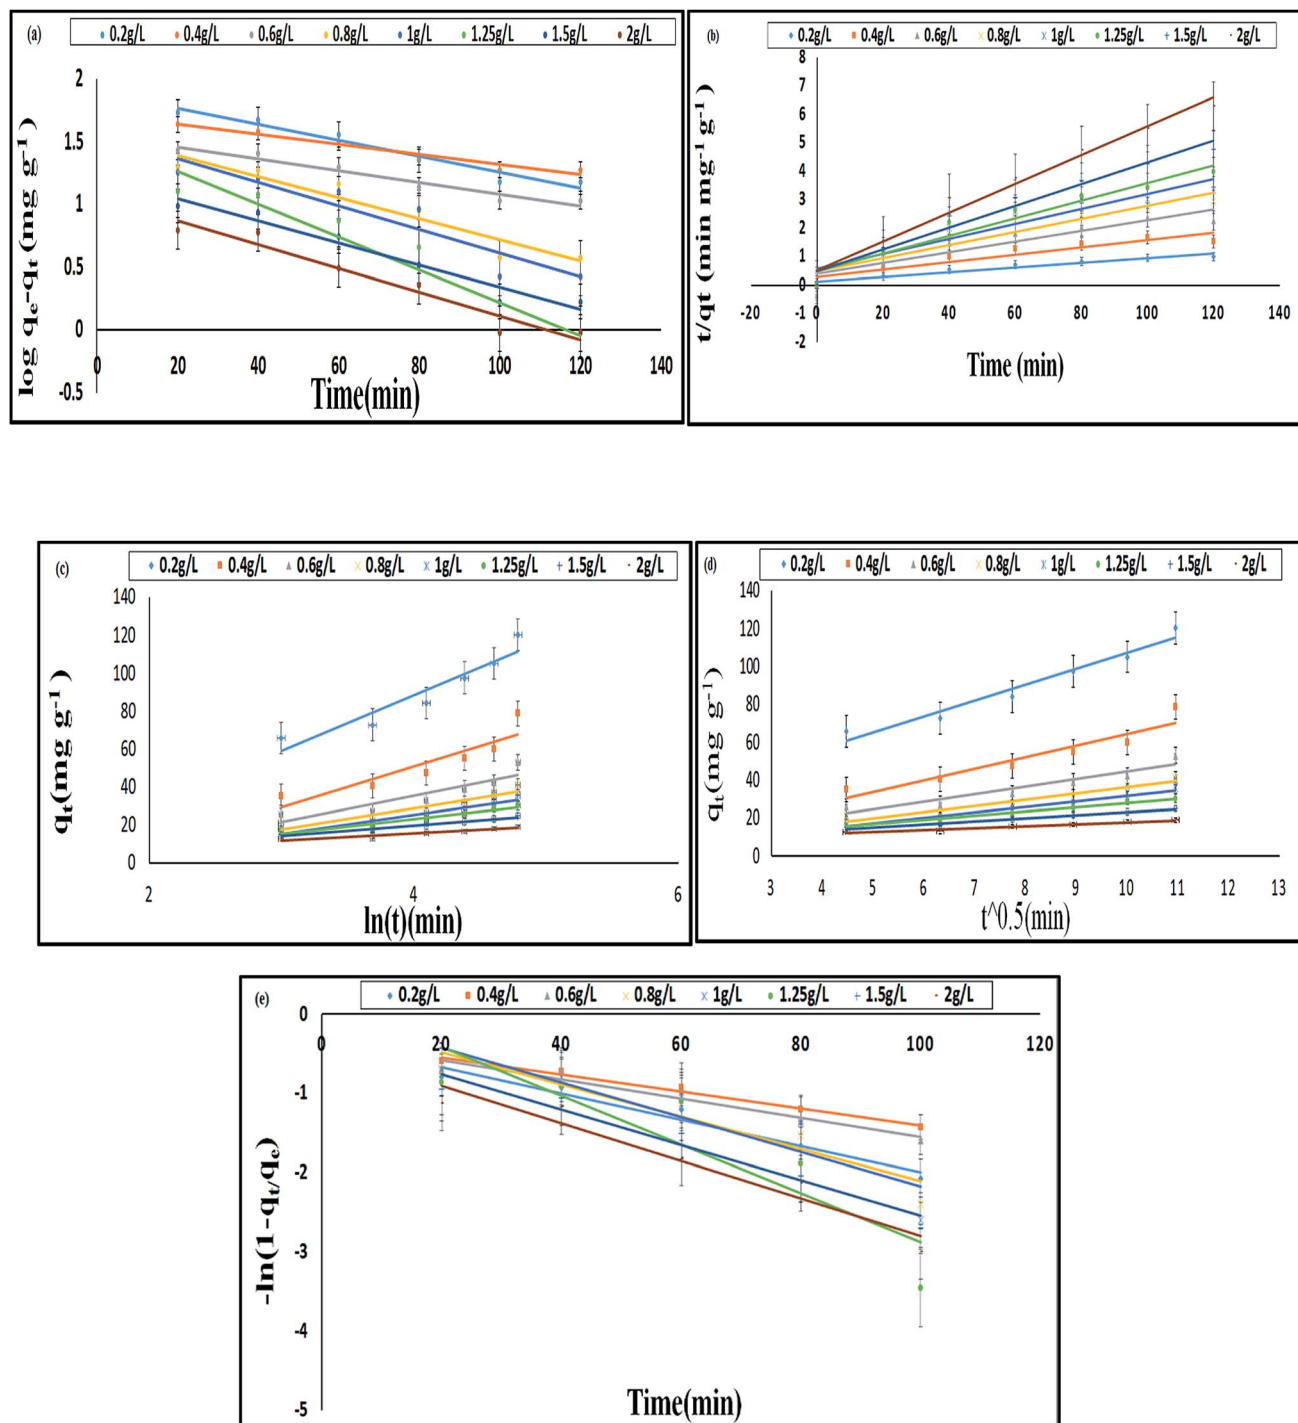 (a)
0.2g/L 0.4g/L 0.6g/L 0.8g/L 1g/L 1.25g/L 1.5g/L 2g/L
2
1.5
1
0.5
0
-0.5
0 20 40 60 80 100 120 140
log qe-qt (mg g-1 )
Time(min)
(b)
0.2g/L 0.4g/L 0.6g/L 0.8g/L 1g/L 1.25g/L 1.5g/L 2g/L
8
7
6
5
4
3
2
1
0
-1
-2
-20 0 20 40 60 80 100 120 140
t/qt (min mg-1g-1)
Time (min)
(c)
0.2g/L 0.4g/L 0.6g/L 0.8g/L 1g/L 1.25g/L 1.5g/L 2g/L
140
120
100
80
60
40
20
0
2 4 6
qt(mg g-1)
ln(t)(min)
(d)
0.2g/L 0.4g/L 0.6g/L 0.8g/L 1g/L 1.25g/L 1.5g/L 2g/L
140
120
100
80
60
40
20
0
3 4 5 6 7 8 9 10 11 12 13
qt(mg g-1)
t^0.5(min)
(e)
0.2g/L 0.4g/L 0.6g/L 0.8g/L 1g/L 1.25g/L 1.5g/L 2g/L
0
0 20 40 60 80 100 120
-1
-2
-3
-4
-5
-ln(1-qt/qe)
Time(min)